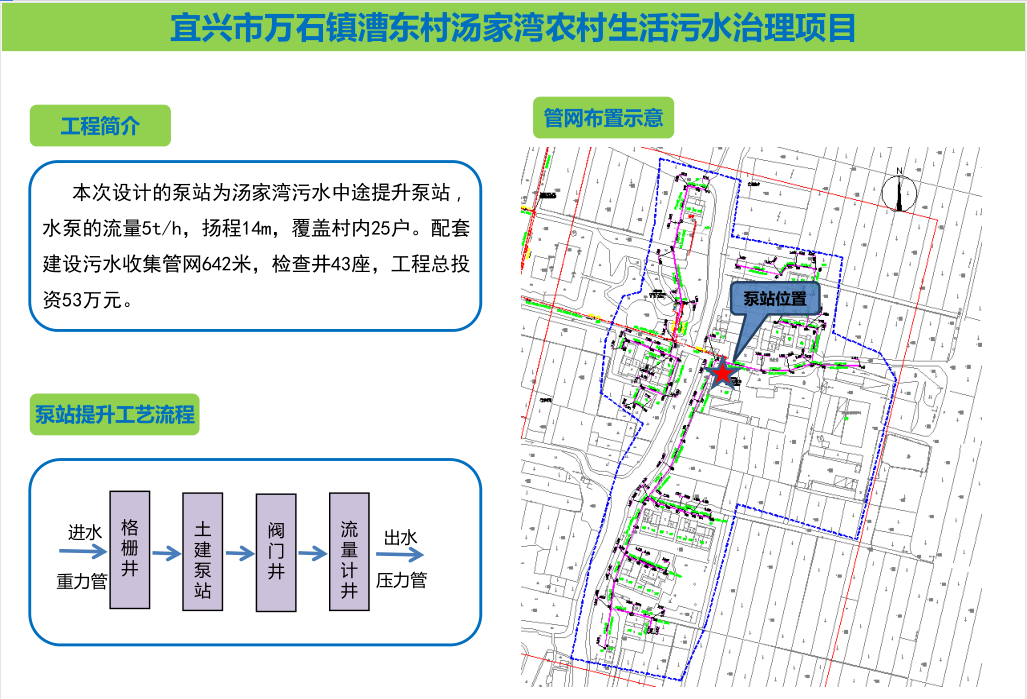 宜兴市万石镇漕东村汤家湾农村生活污水治理项目
工程简介
本次设计的泵站为汤家湾污水中途提升泵站，
水泵的流量5t/h，扬程14m，覆盖村内25户。配套
建设污水收集管网642米，检查井43座，工程总投
资53万元。
泵站提升工艺流程
进水
重力管
格栅井
土建泵站
阀门井
流量计井
出水
压力管
管网布置示意
N
泵站位置